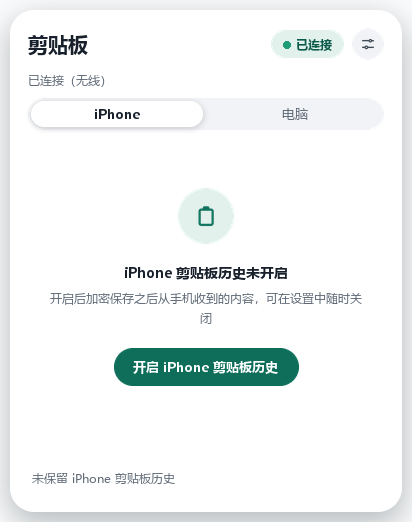 剪贴板
已连接
已连接（无线）
iPhone
电脑
iPhone 剪贴板历史未开启
开启后加密保存之后从手机收到的内容，可在设置中随时关
闭
开启 iPhone 剪贴板历史
未保留 iPhone 剪贴板历史